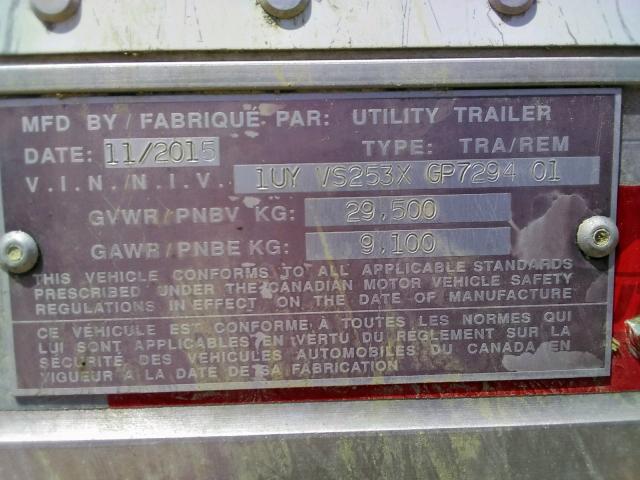 MFD BY / FABRIQUÉ PAR: UTILITY TRAILER
DATE: 11/2015 TYPE: TRA/REM
V.I.N./N.I.V. 1UY VS253X GP7294 01
GVWR/PNBV KG: 29,500
GAWR/PNBE KG: 9,100
THIS VEHICLE CONFORMS TO ALL APPLICABLE STANDARDS
PRESCRIBED UNDER THE CANADIAN MOTOR VEHICLE SAFETY
REGULATIONS IN EFFECT ON THE DATE OF MANUFACTURE
CE VÉHICULE EST CONFORME À TOUTES LES NORMES QUI
LUI SONT APPLICABLES EN VERTU DU RÈGLEMENT SUR LA
SÉCURITÉ DES VÉHICULES AUTOMOBILES DU CANADA EN
VIGUEUR À LA DATE DE SA FABRICATION